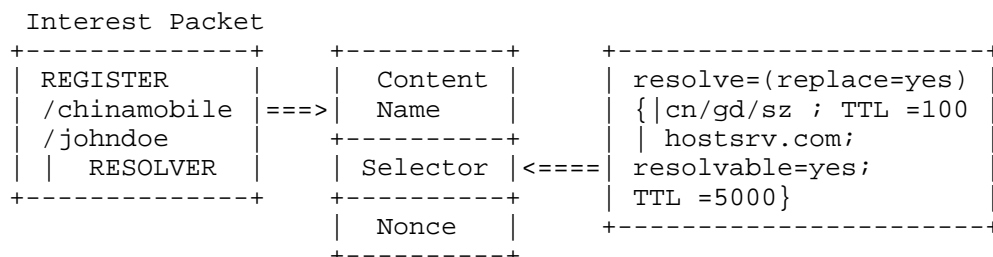 Interest Packet
+--------------+      +----------+      +-----------------------+
| REGISTER     |      |  Content |      | resolve=(replace=yes) |
| /chinamobile |===>|  Name    |      | {|cn/gd/sz ; TTL =100 |
| /johndoe     |      +----------+      | | hostsrv.com;        |
| |  RESOLVER  |      | Selector |<====| resolvable=yes;       |
+--------------+      +----------+      | TTL =5000}            |
                      |  Nonce   |      +-----------------------+
                      +----------+